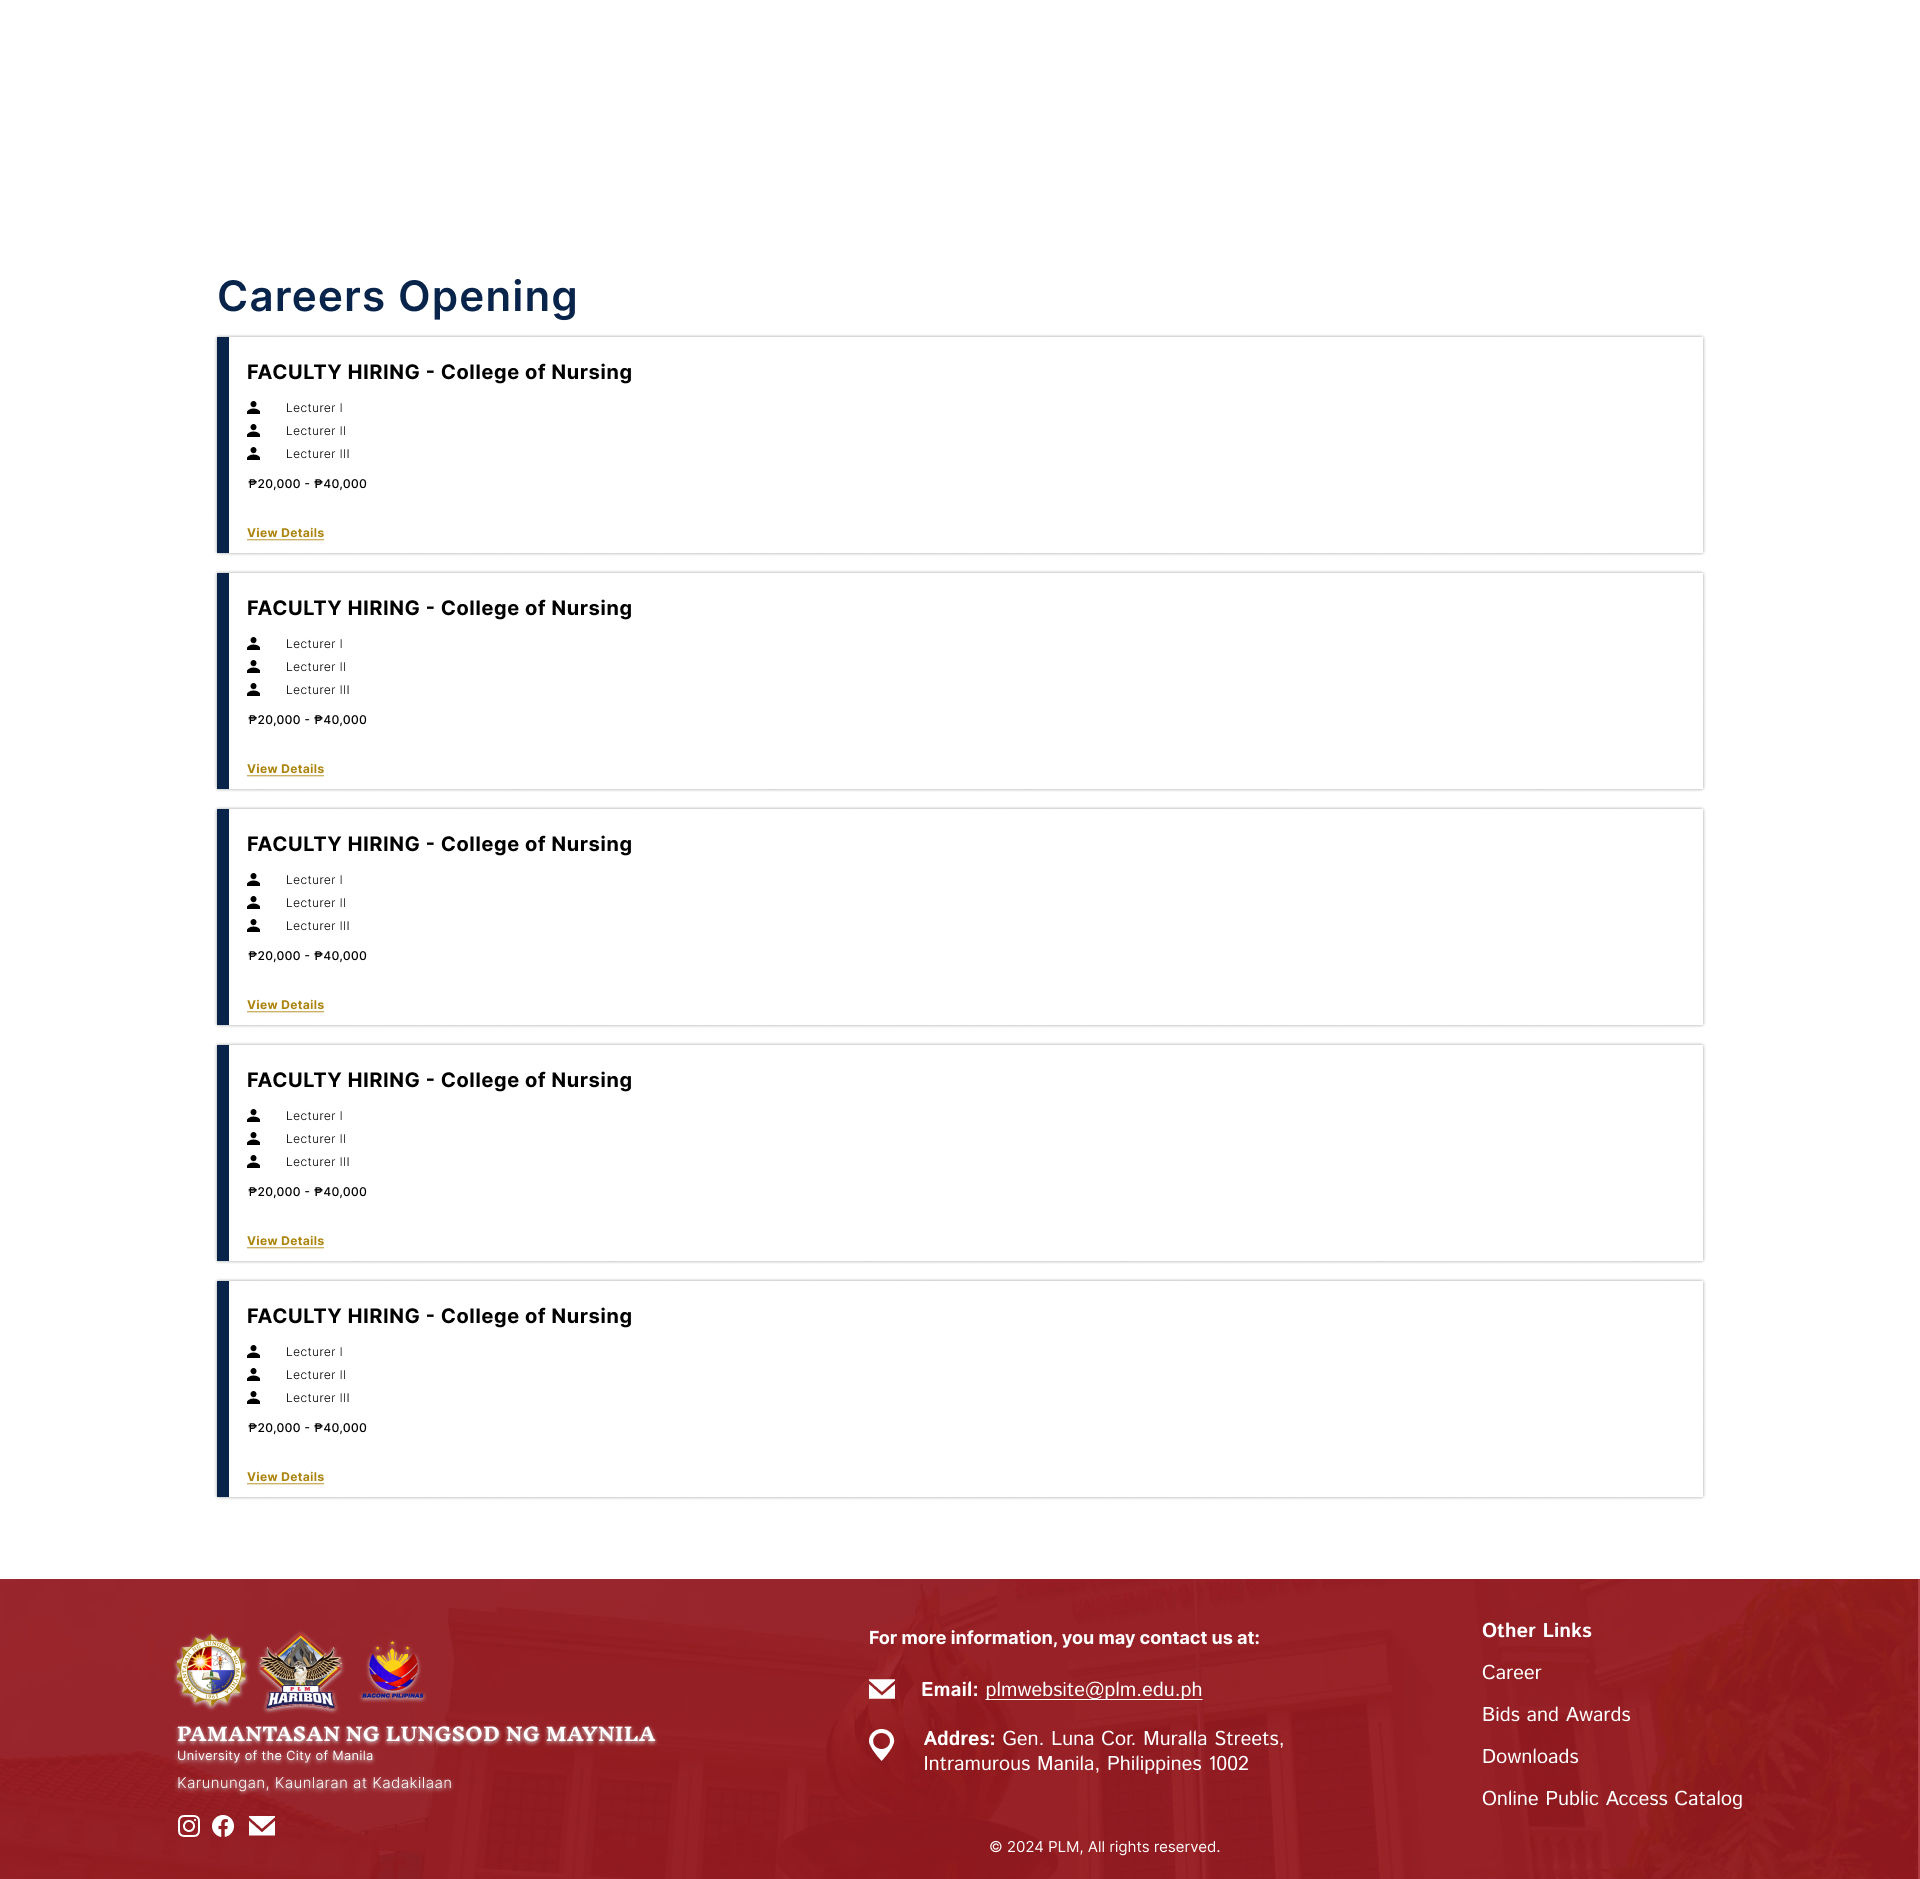 Careers Opening
FACULTY HIRING - College of Nursing
Lecturer I
Lecturer II
Lecturer III
₱20,000 - ₱40,000
View Details
FACULTY HIRING - College of Nursing
Lecturer I
Lecturer II
Lecturer III
₱20,000 - ₱40,000
View Details
FACULTY HIRING - College of Nursing
Lecturer I
Lecturer II
Lecturer III
₱20,000 - ₱40,000
View Details
FACULTY HIRING - College of Nursing
Lecturer I
Lecturer II
Lecturer III
₱20,000 - ₱40,000
View Details
FACULTY HIRING - College of Nursing
Lecturer I
Lecturer II
Lecturer III
₱20,000 - ₱40,000
View Details
PLM
HARIBON
BAGONG PILIPINAS
PAMANTASAN NG LUNGSOD NG MAYNILA
University of the City of Manila
Karunungan, Kaunlaran at Kadakilaan
For more information, you may contact us at:
Email: plmwebsite@plm.edu.ph
Addres: Gen. Luna Cor. Muralla Streets,
Intramurous Manila, Philippines 1002
© 2024 PLM, All rights reserved.
Other Links
Career
Bids and Awards
Downloads
Online Public Access Catalog